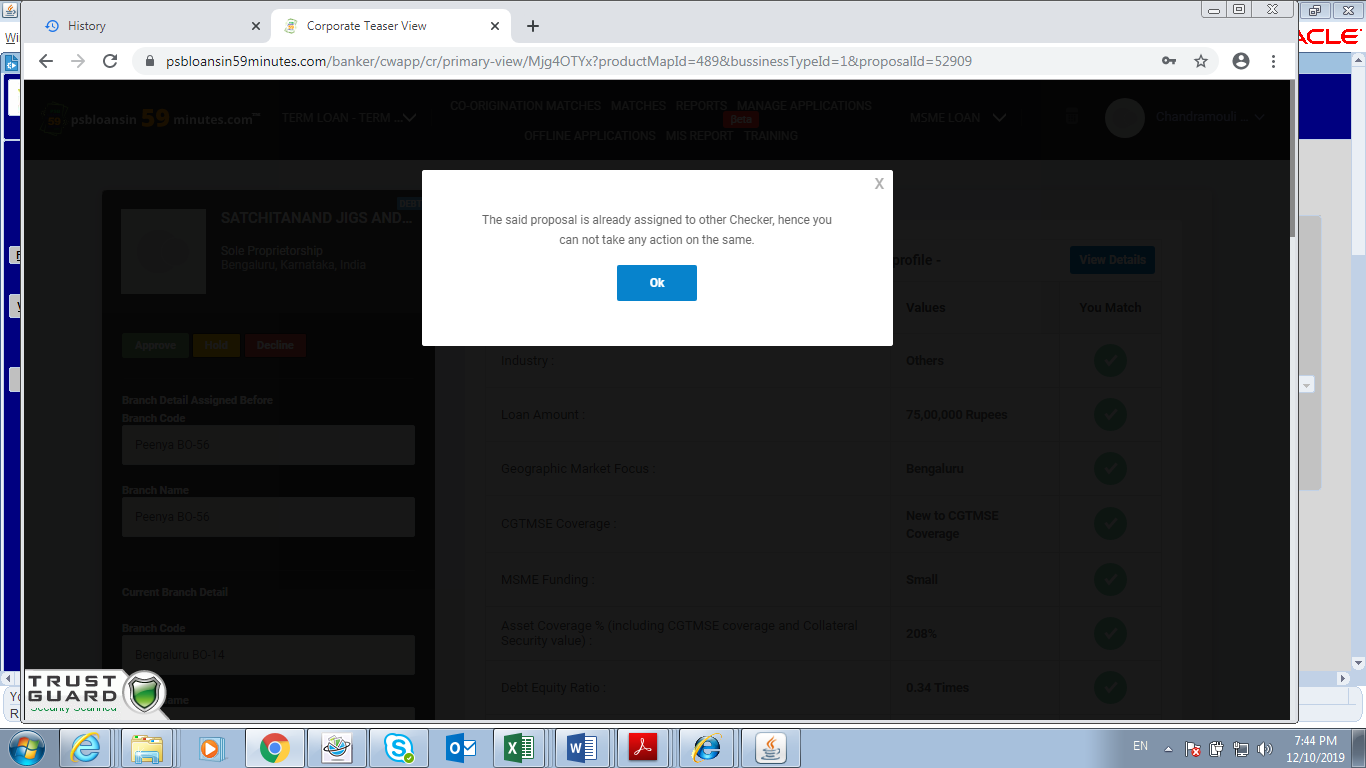 History
Corporate Teaser View
psbloansin59minutes.com/banker/cwapp/cr/primary-view/Mjg4OTYx?productMapId=489&bussinessTypeId=1&proposalId=52909
psbloansin 59 minutes.com™
TERM LOAN - TERM ...
CO-ORIGINATION MATCHES MATCHES REPORTS MANAGE APPLICATIONS
Beta
OFFLINE APPLICATIONS MIS REPORT TRAINING
MSME LOAN
Chandramouli ...
X
The said proposal is already assigned to other Checker, hence you
can not take any action on the same.
Ok
SATCHITANAND JIGS AND...
Sole Proprietorship
Bengaluru, Karnataka, India
Approve Hold Decline
Branch Detail Assigned Before
Branch Code
Peenya BO-56
Branch Name
Peenya BO-56
Current Branch Detail
Branch Code
Bengaluru BO-14
profile -
View Details
Values You Match
Industry : Others
Loan Amount : 75,00,000 Rupees
Geographic Market Focus : Bengaluru
CGTMSE Coverage : New to CGTMSE
Coverage
MSME Funding : Small
Asset Coverage % (Including CGTMSE coverage and Collateral
Security value) : 208%
Debt Equity Ratio : 0.34 Times
TRUST
GUARD
Security Scanned
EN
7:44 PM
12/10/2019